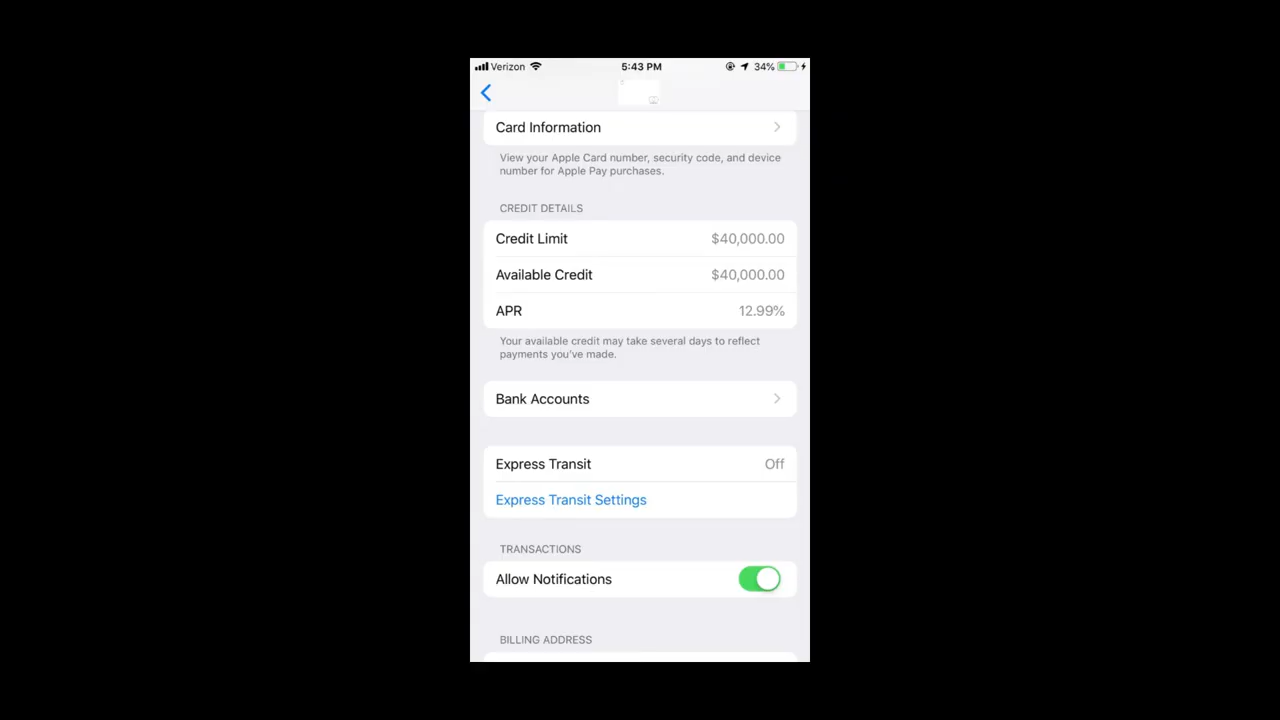 Verizon 5:43 PM 34%
Card Information
View your Apple Card number, security code, and device
number for Apple Pay purchases.
CREDIT DETAILS
Credit Limit $40,000.00
Available Credit $40,000.00
APR 12.99%
Your available credit may take several days to reflect
payments you've made.
Bank Accounts
Express Transit Off
Express Transit Settings
TRANSACTIONS
Allow Notifications
BILLING ADDRESS